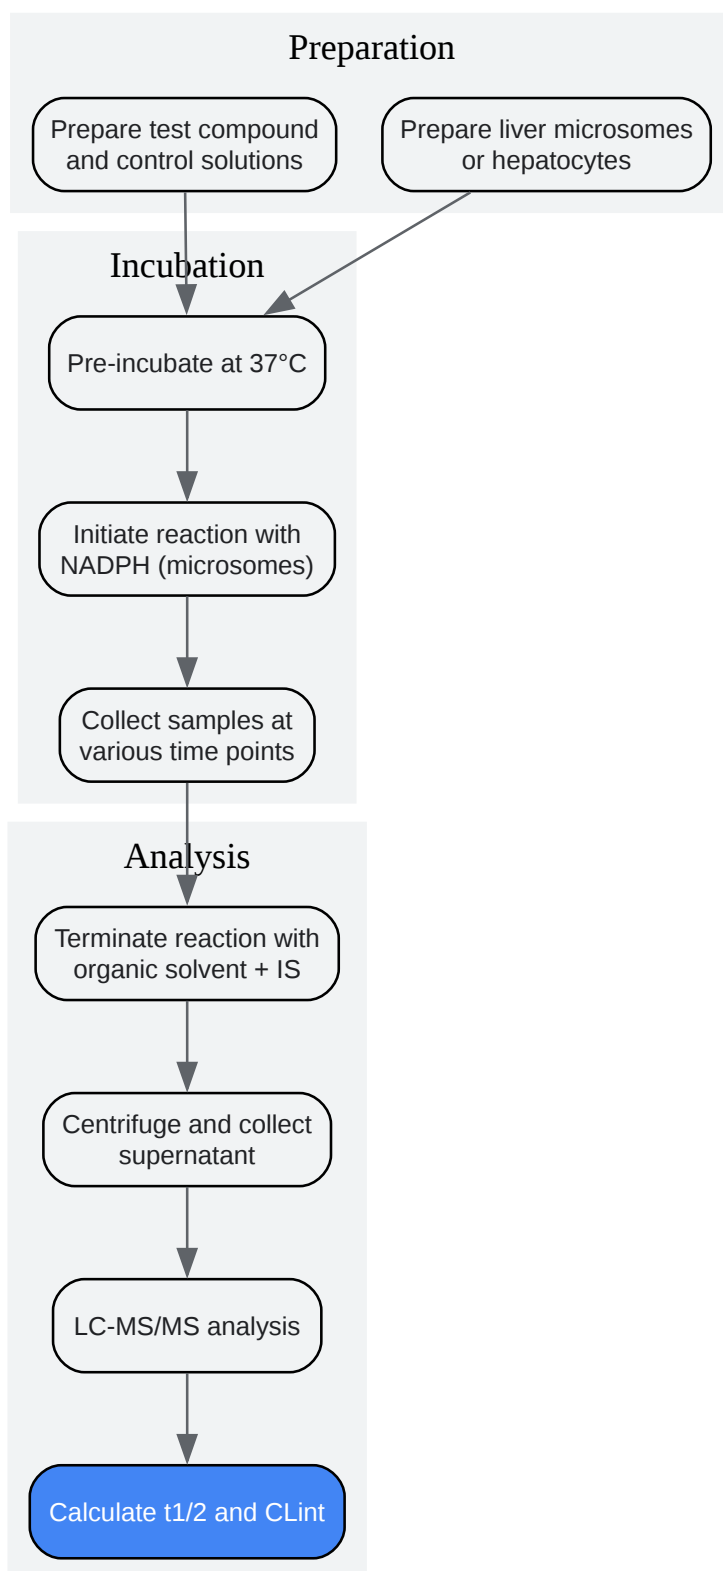 Preparation
Prepare test compound
and control solutions
Prepare liver microsomes
or hepatocytes
Incubation
Pre-incubate at 37°C
Initiate reaction with
NADPH (microsomes)
Collect samples at
various time points
Analysis
Terminate reaction with
organic solvent + IS
Centrifuge and collect
supernatant
LC-MS/MS analysis
Calculate t1/2 and CLint